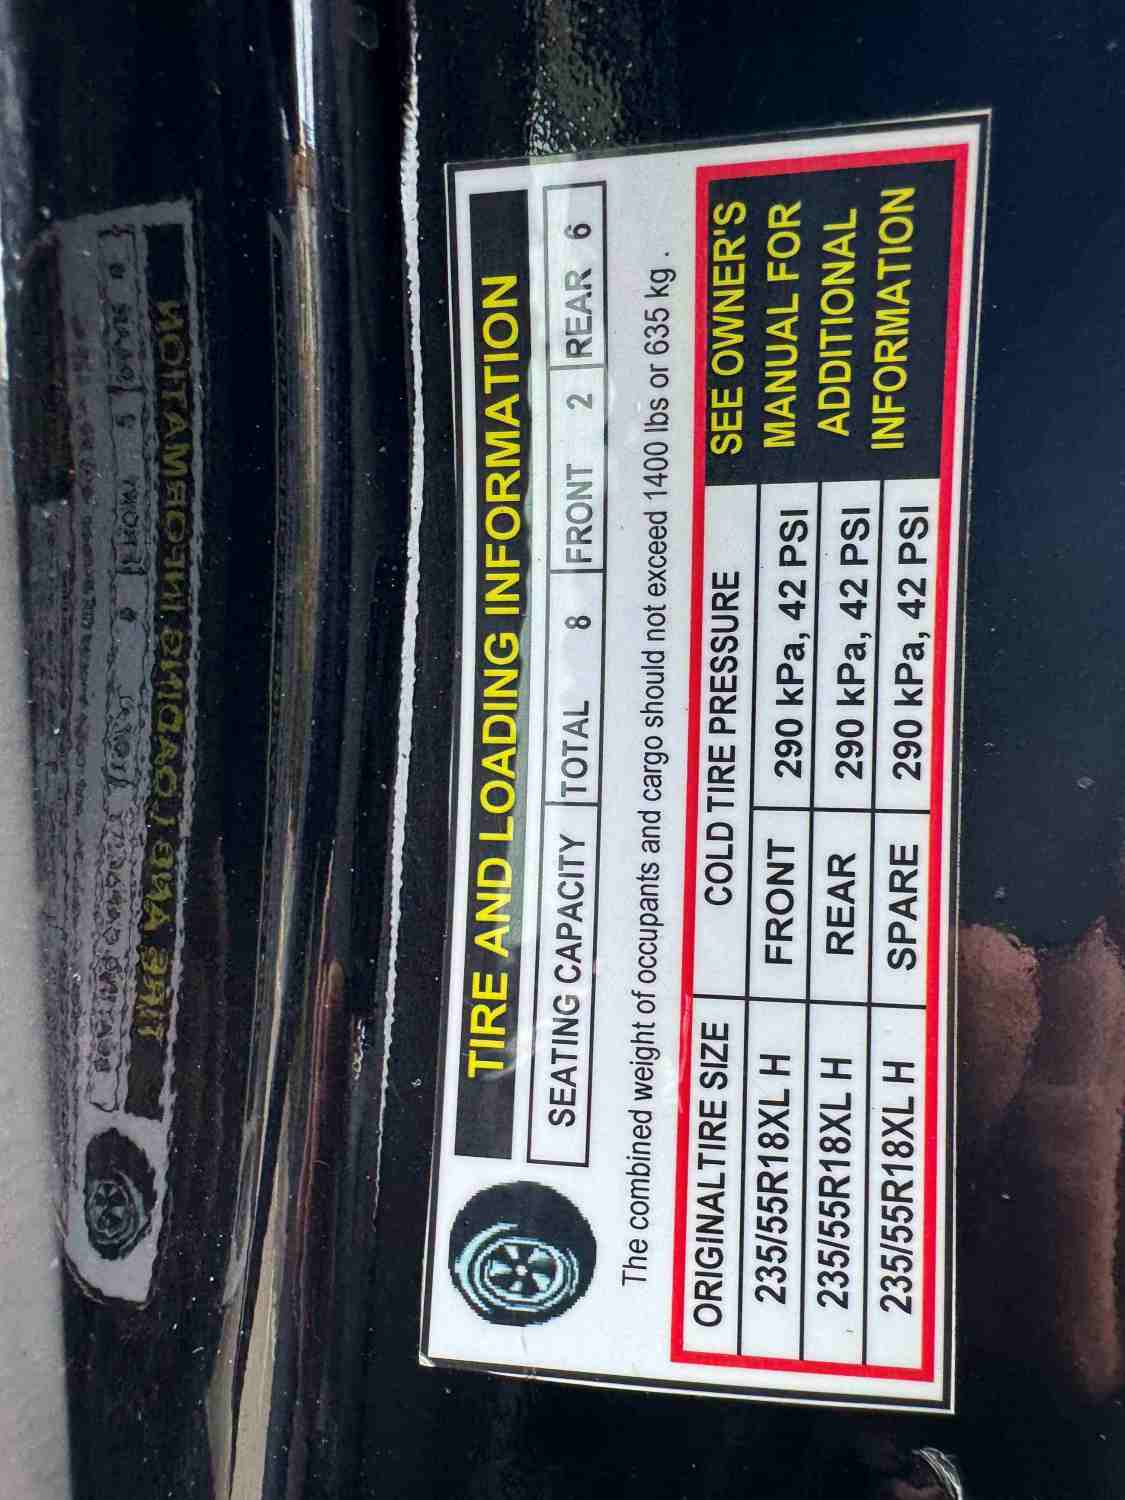 TIRE AND LOADING INFORMATION
SEATING CAPACITY TOTAL 8 FRONT 2 REAR 6
The combined weight of occupants and cargo should not exceed 1400 lbs or 635 kg .
ORIGINALTIRE SIZE COLD TIRE PRESSURE
235/55R18XL H FRONT 290 kPa, 42 PSI
235/55R18XL H REAR 290 kPa, 42 PSI
235/55R18XL H SPARE 290 kPa, 42 PSI
SEE OWNER'S
MANUAL FOR
ADDITIONAL
INFORMATION